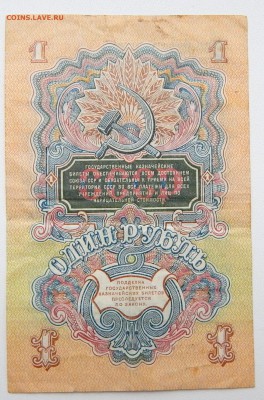 COINS.LAVE.RU
1 1
ГОСУДАРСТВЕННЫЕ КАЗНАЧЕЙСКИЕ
БИЛЕТЫ ОБЕСПЕЧИВАЮТСЯ ВСЕМ ДОСТОЯНИЕМ
СОЮЗА ССР И ОБЯЗАТЕЛЬНЫ К ПРИЕМУ НА ВСЕЙ
ТЕРРИТОРИИ СССР ВО ВСЕ ПЛАТЕЖИ ДЛЯ ВСЕХ
УЧРЕЖДЕНИЙ, ПРЕДПРИЯТИЙ И ЛИЦ ПО
НАРИЦАТЕЛЬНОЙ СТОИМОСТИ.
ОДИН РУБЛЬ
ПОДДЕЛКА
ГОСУДАРСТВЕННЫХ
КАЗНАЧЕЙСКИХ БИЛЕТОВ
ПРЕСЛЕДУЕТСЯ
ПО ЗАКОНУ.
1 1